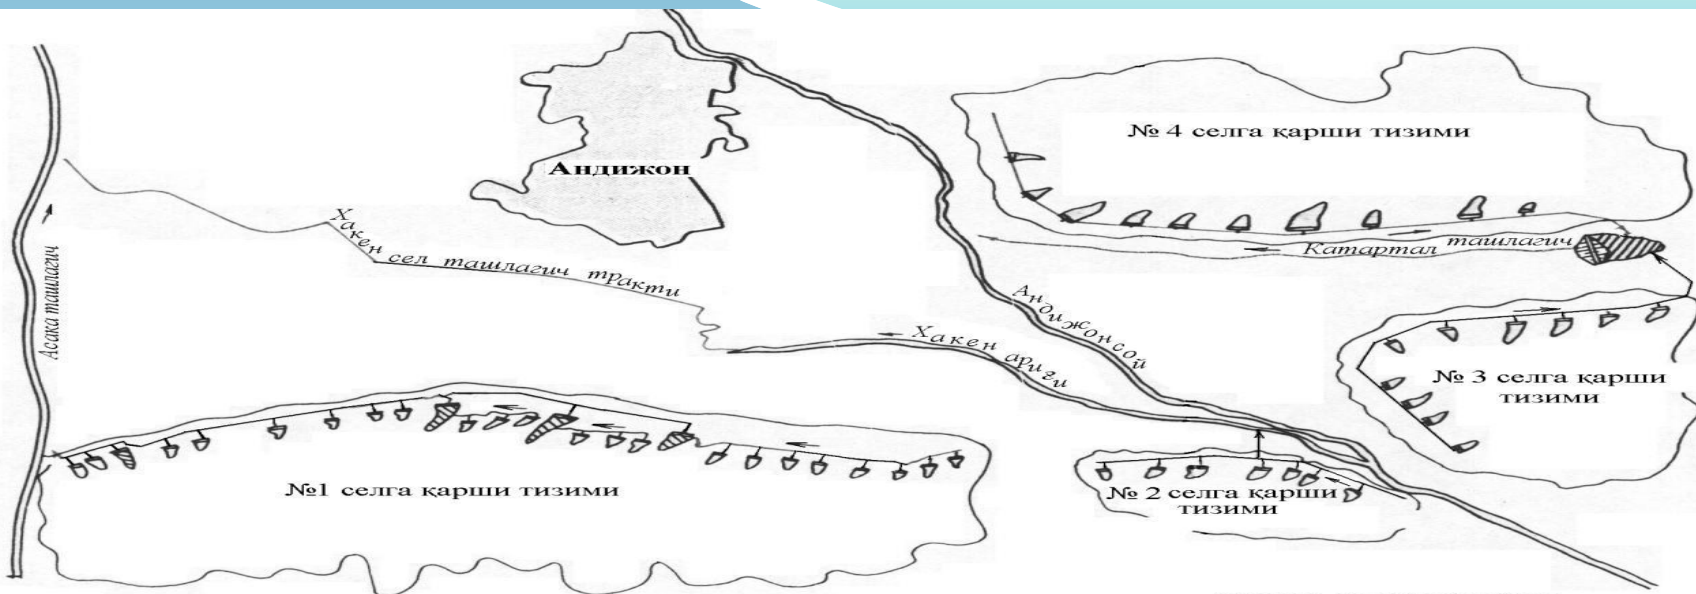 № 4 селга қарши тизими
Андижон
Хакен сел ташлагич тракти
Катартал ташлагич
Асака ташлагич
Андижонсой
Хакен ариғи
№ 3 селга қарши
тизими
№1 селга қарши тизими
№ 2 селга қарши
тизими